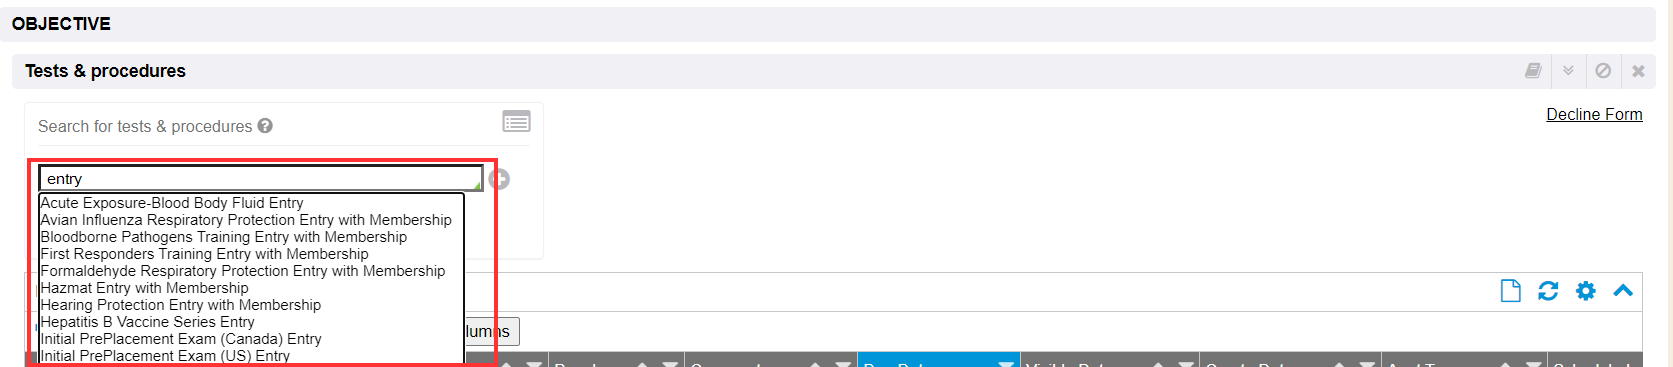 OBJECTIVE
Tests & procedures
Search for tests & procedures
Decline Form
entry
Acute Exposure-Blood Body Fluid Entry
Avian Influenza Respiratory Protection Entry with Membership
Bloodborne Pathogens Training Entry with Membership
First Responders Training Entry with Membership
Formaldehyde Respiratory Protection Entry with Membership
Hazmat Entry with Membership
Hearing Protection Entry with Membership
Hepatitis B Vaccine Series Entry
Initial PrePlacement Exam (Canada) Entry
lumns
Initial PrePlacement Exam (US) Entry